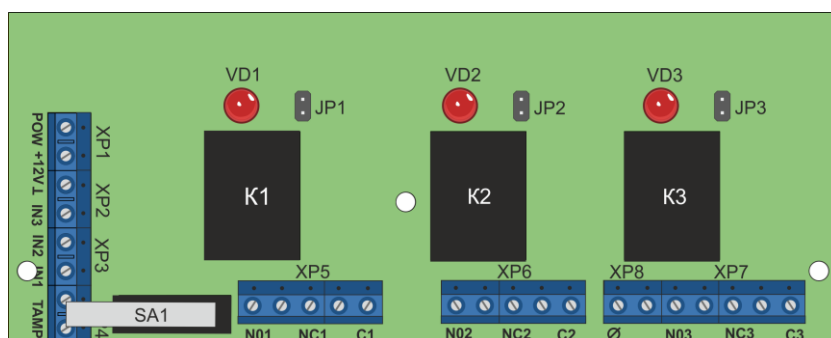 VD1 VD2 VD3
JP1 JP2 JP3
POW +12V⊥ IN3 IN2 IN1 TAMP
XP1
XP2
XP3
K1 K2 K3
XP5 XP6 XP8 XP7
SA1
N01 NC1 C1 N02 NC2 C2 Ø N03 NC3 C3